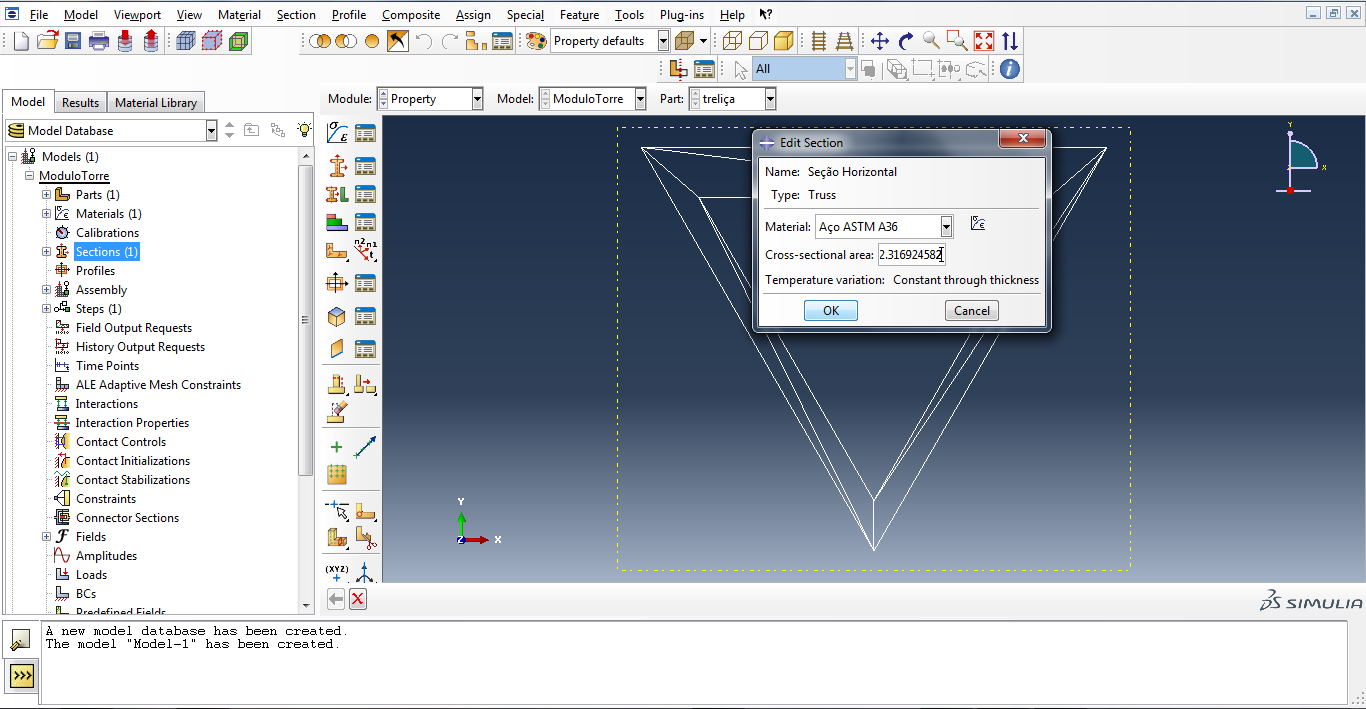 File Model Viewport View Material Section Profile Composite Assign Special Feature Tools Plug-ins Help
Property defaults
All
Model Results Material Library
Module: Property Model: ModuloTorre Part: treliça
Model Database
Models (1)
ModuloTorre
Parts (1)
Materials (1)
Calibrations
Sections (1)
Profiles
Assembly
Steps (1)
Field Output Requests
History Output Requests
Time Points
ALE Adaptive Mesh Constraints
Interactions
Interaction Properties
Contact Controls
Contact Initializations
Contact Stabilizations
Constraints
Connector Sections
Fields
Amplitudes
Loads
BCs
Predefined Fields
n2 n1
(XYZ)
Edit Section
Name: Seção Horizontal
Type: Truss
Material: Aço ASTM A36
Cross-sectional area: 2.316924582
Temperature variation: Constant through thickness
OK Cancel
Y
X
Y
Z X
SIMULIA
A new model database has been created.
The model "Model-1" has been created.
>>>